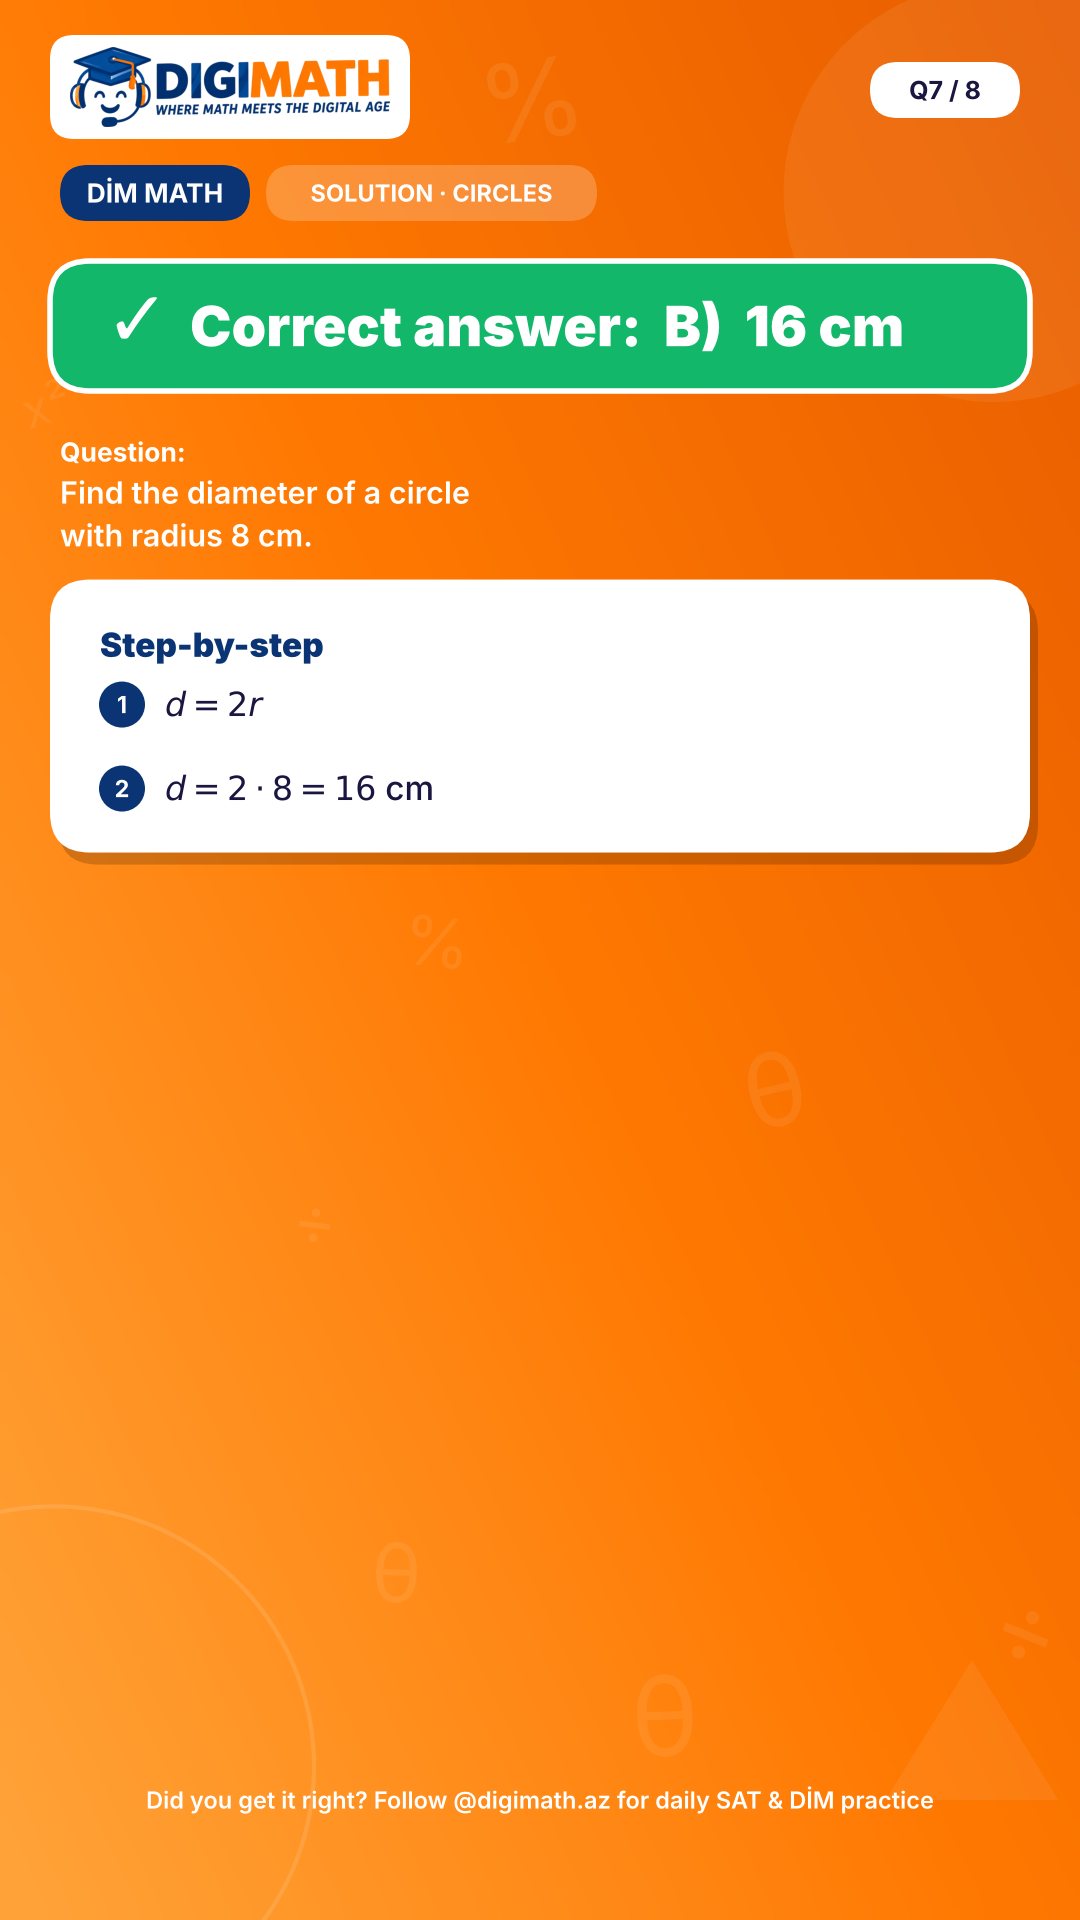 DIGIMATH
WHERE MATH MEETS THE DIGITAL AGE
Q7 / 8
DİM MATH
SOLUTION · CIRCLES
✓ Correct answer: B) 16 cm
Question:
Find the diameter of a circle
with radius 8 cm.
Step-by-step
1 d = 2r
2 d = 2 · 8 = 16 cm
Did you get it right? Follow @digimath.az for daily SAT & DİM practice
%
x²
%
θ
÷
θ
÷
θ